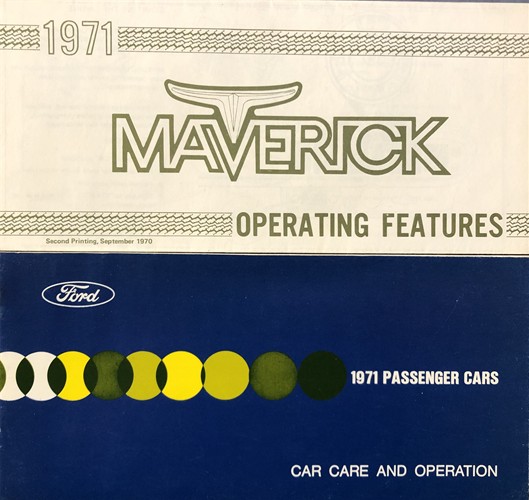 1971
MAVERICK
OPERATING FEATURES
Second Printing, September 1970
Ford
1971 PASSENGER CARS
CAR CARE AND OPERATION